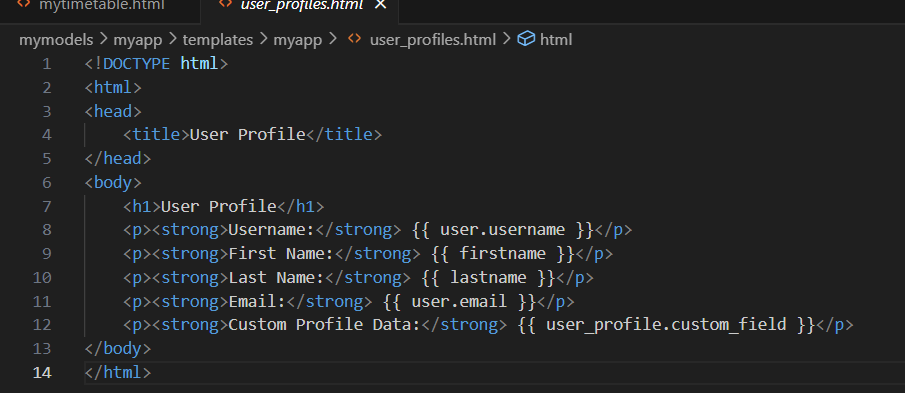 mytimetable.html user_profiles.html ×
mymodels > myapp > templates > myapp > <> user_profiles.html > html
1 <!DOCTYPE html>
2 <html>
3 <head>
4     <title>User Profile</title>
5 </head>
6 <body>
7     <h1>User Profile</h1>
8     <p><strong>Username:</strong> {{ user.username }}</p>
9     <p><strong>First Name:</strong> {{ firstname }}</p>
10     <p><strong>Last Name:</strong> {{ lastname }}</p>
11     <p><strong>Email:</strong> {{ user.email }}</p>
12     <p><strong>Custom Profile Data:</strong> {{ user_profile.custom_field }}</p>
13 </body>
14 </html>